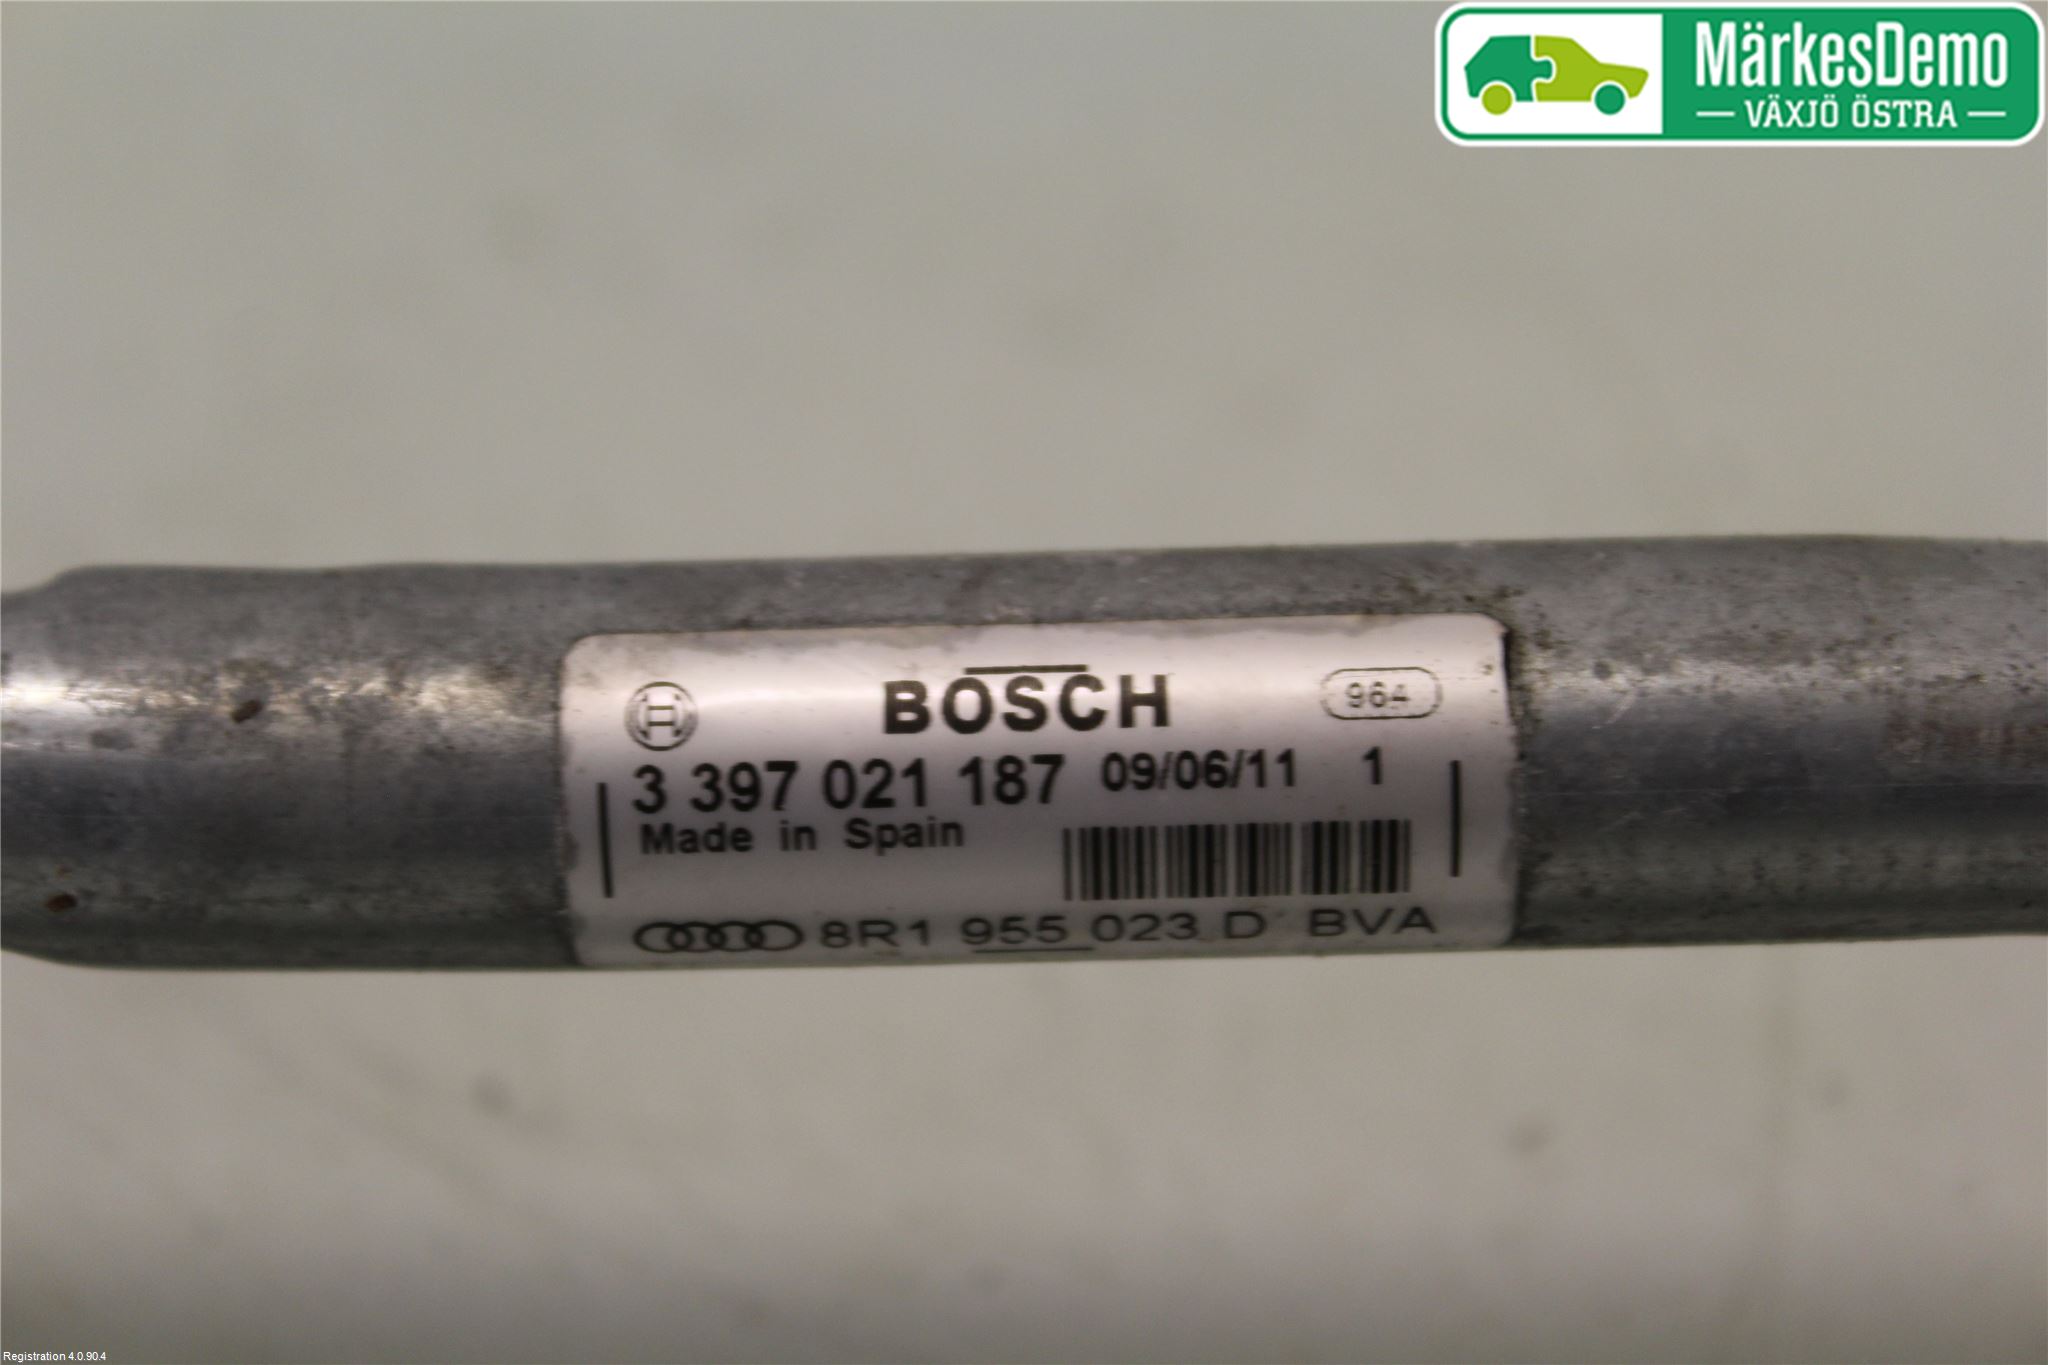 MärkesDemo
VÄXJÖ ÖSTRA
BOSCH
964
3 397 021 187 09/06/11 1
Made in Spain
8R1 955 023 D BVA
Registration 4.0.90.4